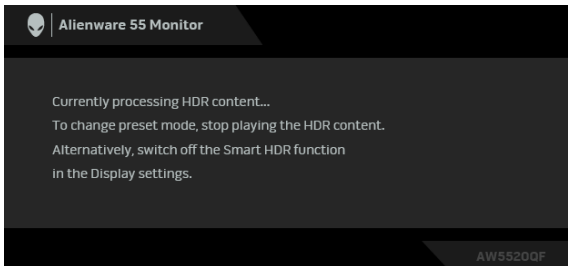 Alienware 55 Monitor
Currently processing HDR content...
To change preset mode, stop playing the HDR content.
Alternatively, switch off the Smart HDR function
in the Display settings.
AW5520QF